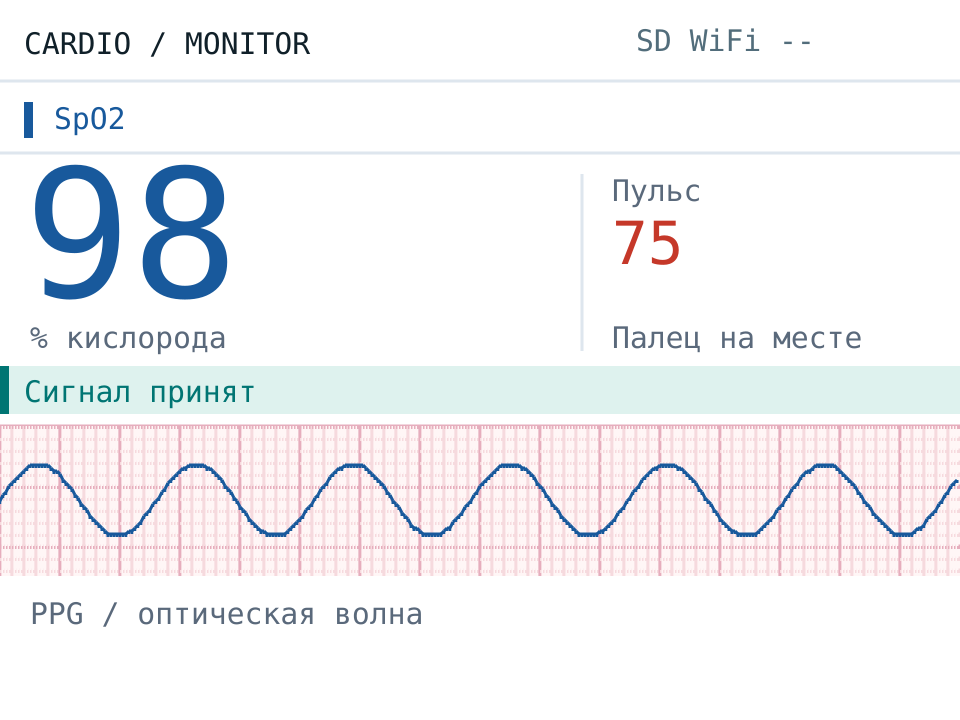 CARDIO / MONITOR
SD WiFi --
SpO2
98
% кислорода
Пульс
75
Палец на месте
Сигнал принят
PPG / оптическая волна